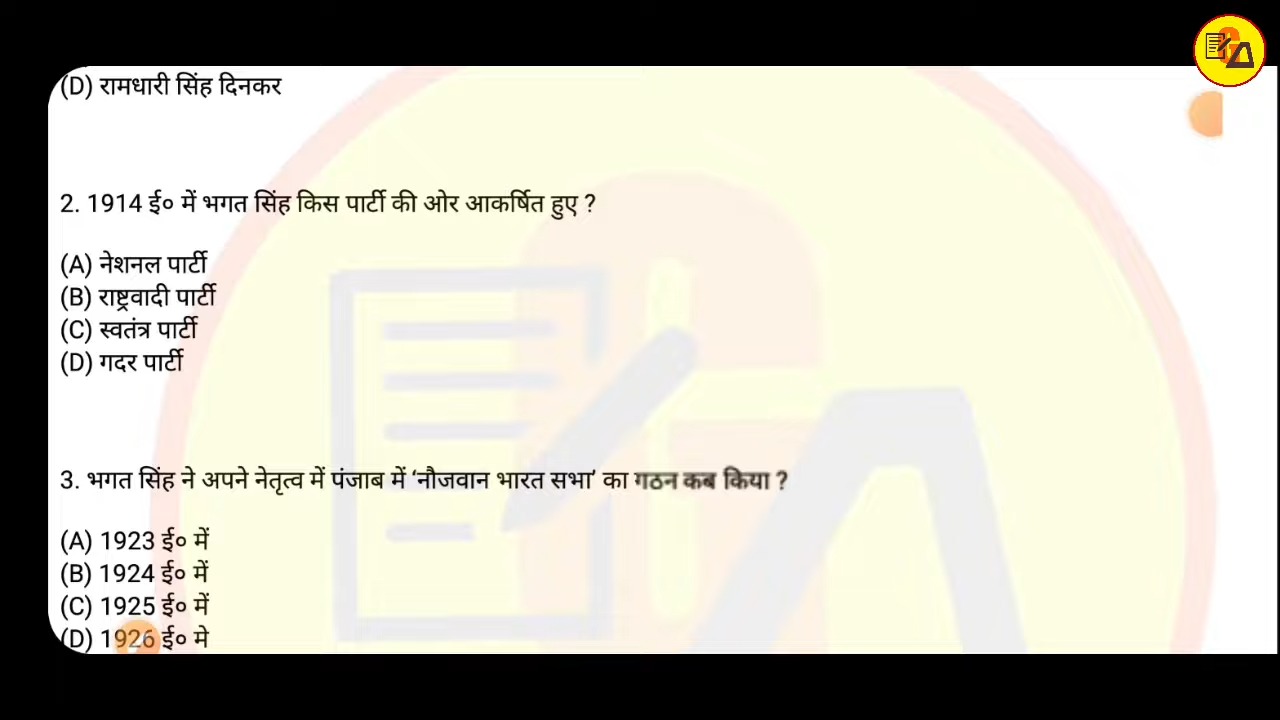 (D) रामधारी सिंह दिनकर
2. 1914 ई० में भगत सिंह किस पार्टी की ओर आकर्षित हुए ?
(A) नेशनल पार्टी
(B) राष्ट्रवादी पार्टी
(C) स्वतंत्र पार्टी
(D) गदर पार्टी
3. भगत सिंह ने अपने नेतृत्व में पंजाब में ‘नौजवान भारत सभा’ का गठन कब किया ?
(A) 1923 ई० में
(B) 1924 ई० में
(C) 1925 ई० में
(D) 1926 ई० मे